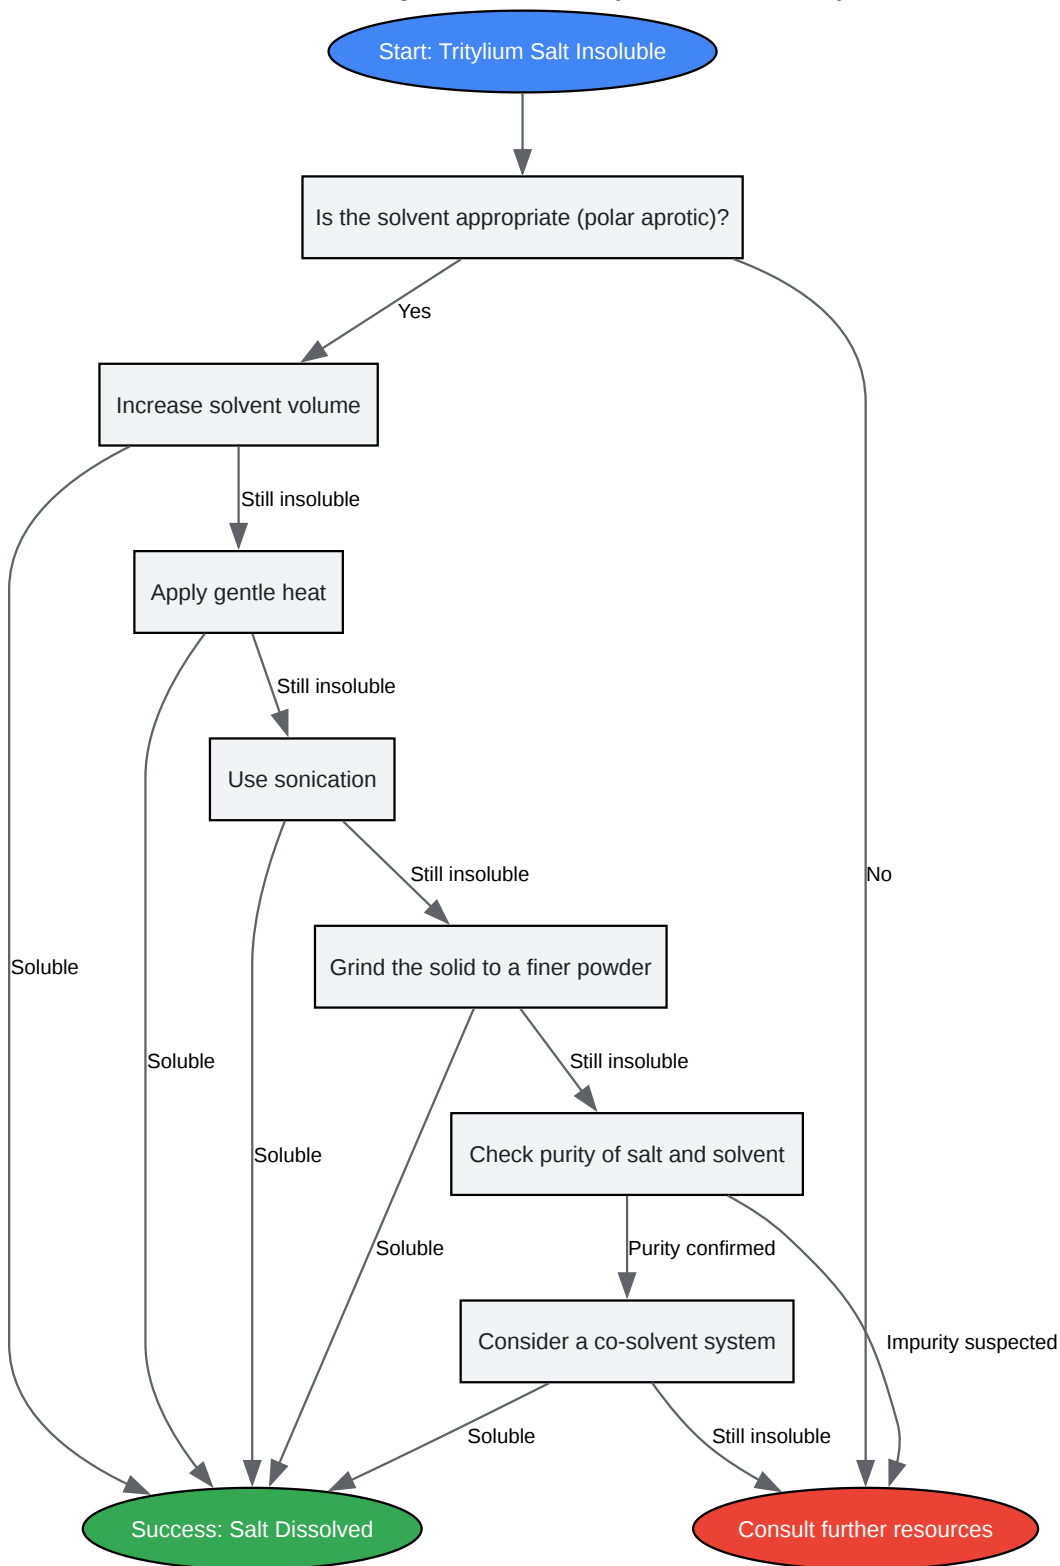 Start: Tritylium Salt Insoluble
Is the solvent appropriate (polar aprotic)?
Yes
Increase solvent volume
Still insoluble
Apply gentle heat
Still insoluble
Use sonication
Still insoluble
No
Grind the solid to a finer powder
Soluble
Soluble
Still insoluble
Check purity of salt and solvent
Soluble
Soluble
Purity confirmed
Consider a co-solvent system
Impurity suspected
Soluble
Still insoluble
Success: Salt Dissolved
Consult further resources